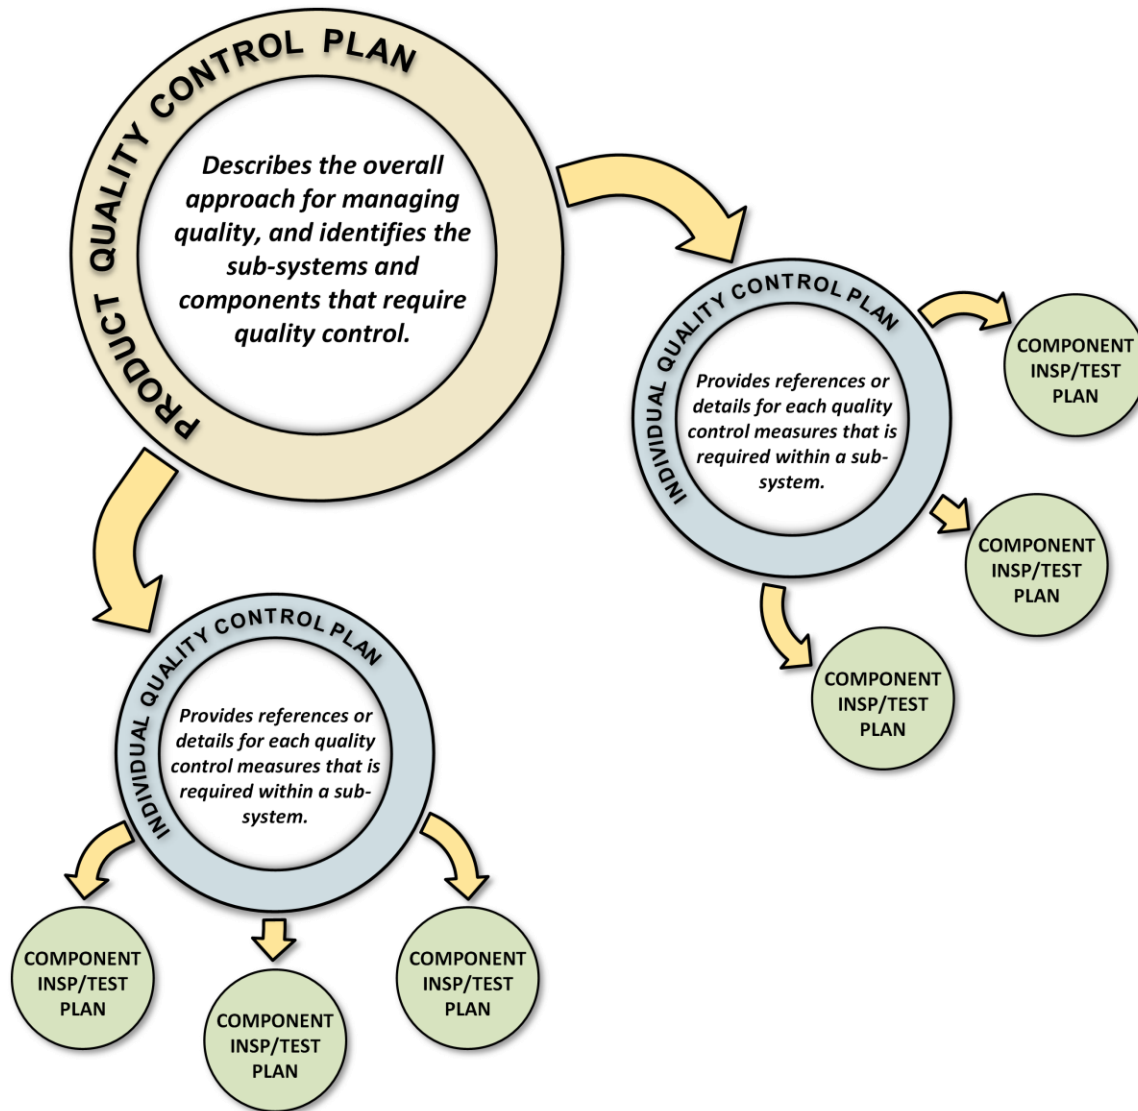 PRODUCT QUALITY CONTROL PLAN
Describes the overall
approach for managing
quality, and identifies the
sub-systems and
components that require
quality control.
INDIVIDUAL QUALITY CONTROL PLAN
Provides references or
details for each quality
control measures that is
required within a sub-
system.
COMPONENT
INSP/TEST
PLAN
COMPONENT
INSP/TEST
PLAN
COMPONENT
INSP/TEST
PLAN
INDIVIDUAL QUALITY CONTROL PLAN
Provides references or
details for each quality
control measures that is
required within a sub-
system.
COMPONENT
INSP/TEST
PLAN
COMPONENT
INSP/TEST
PLAN
COMPONENT
INSP/TEST
PLAN